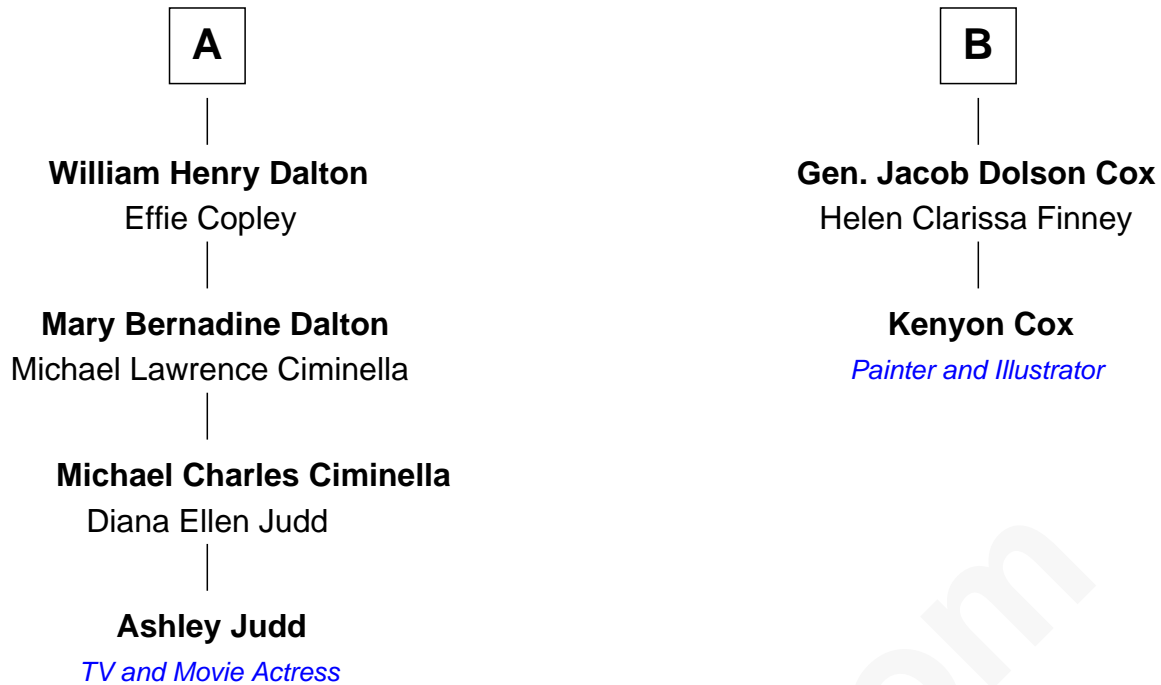 A
William Henry Dalton
Effie Copley
Mary Bernadine Dalton
Michael Lawrence Ciminella
Michael Charles Ciminella
Diana Ellen Judd
Ashley Judd
TV and Movie Actress
B
Gen. Jacob Dolson Cox
Helen Clarissa Finney
Kenyon Cox
Painter and Illustrator
om